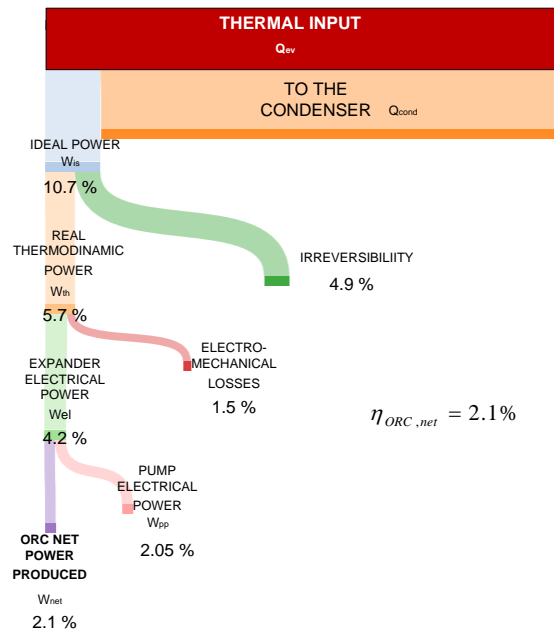 THERMAL INPUT
Qev
TO THE
CONDENSER Qcond
IDEAL POWER
Wis
10.7 %
REAL
THERMODINAMIC
POWER
Wth
5.7 %
IRREVERSIBILIITY
4.9 %
EXPANDER
ELECTRICAL
POWER
Wel
4.2 %
ELECTRO-
MECHANICAL
LOSSES
1.5 %
ηORC,net = 2.1%
PUMP
ELECTRICAL
POWER
Wpp
2.05 %
ORC NET
POWER
PRODUCED
Wnet
2.1 %